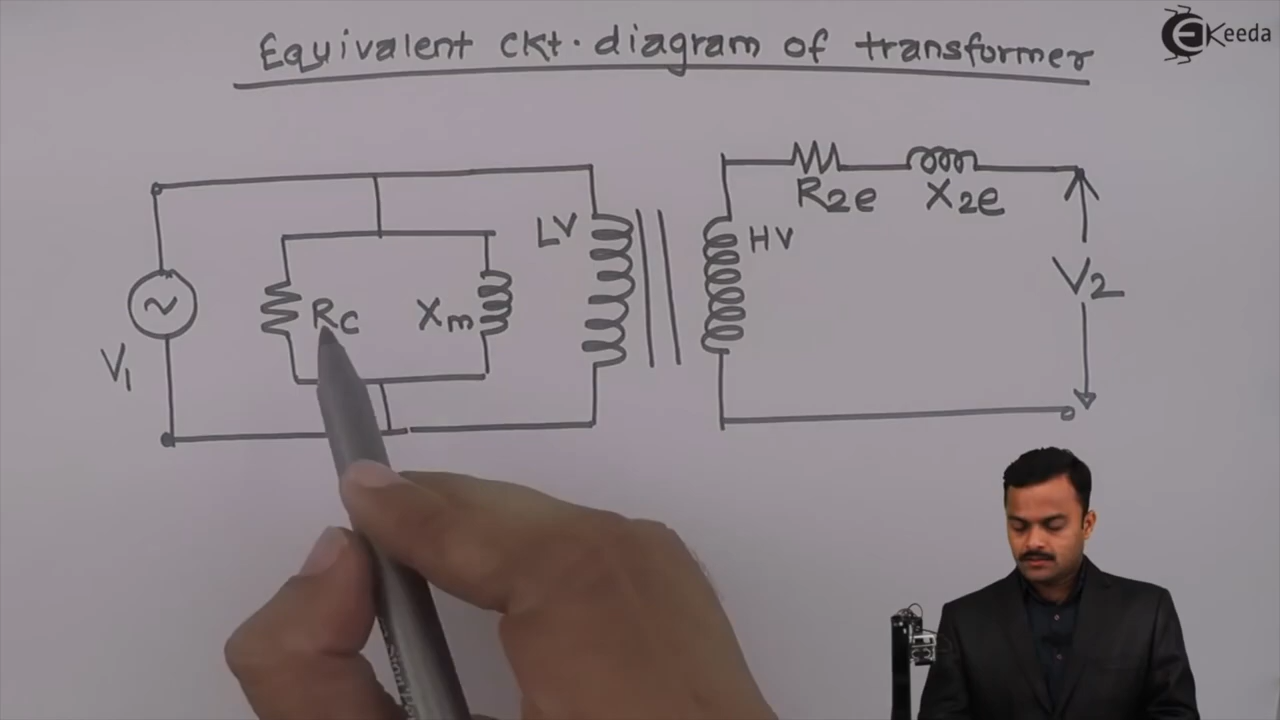 Equivalent ckt. diagram of transformer
EKeeda
R2e
X2e
LV
HV
Rc
Xm
V2
V1